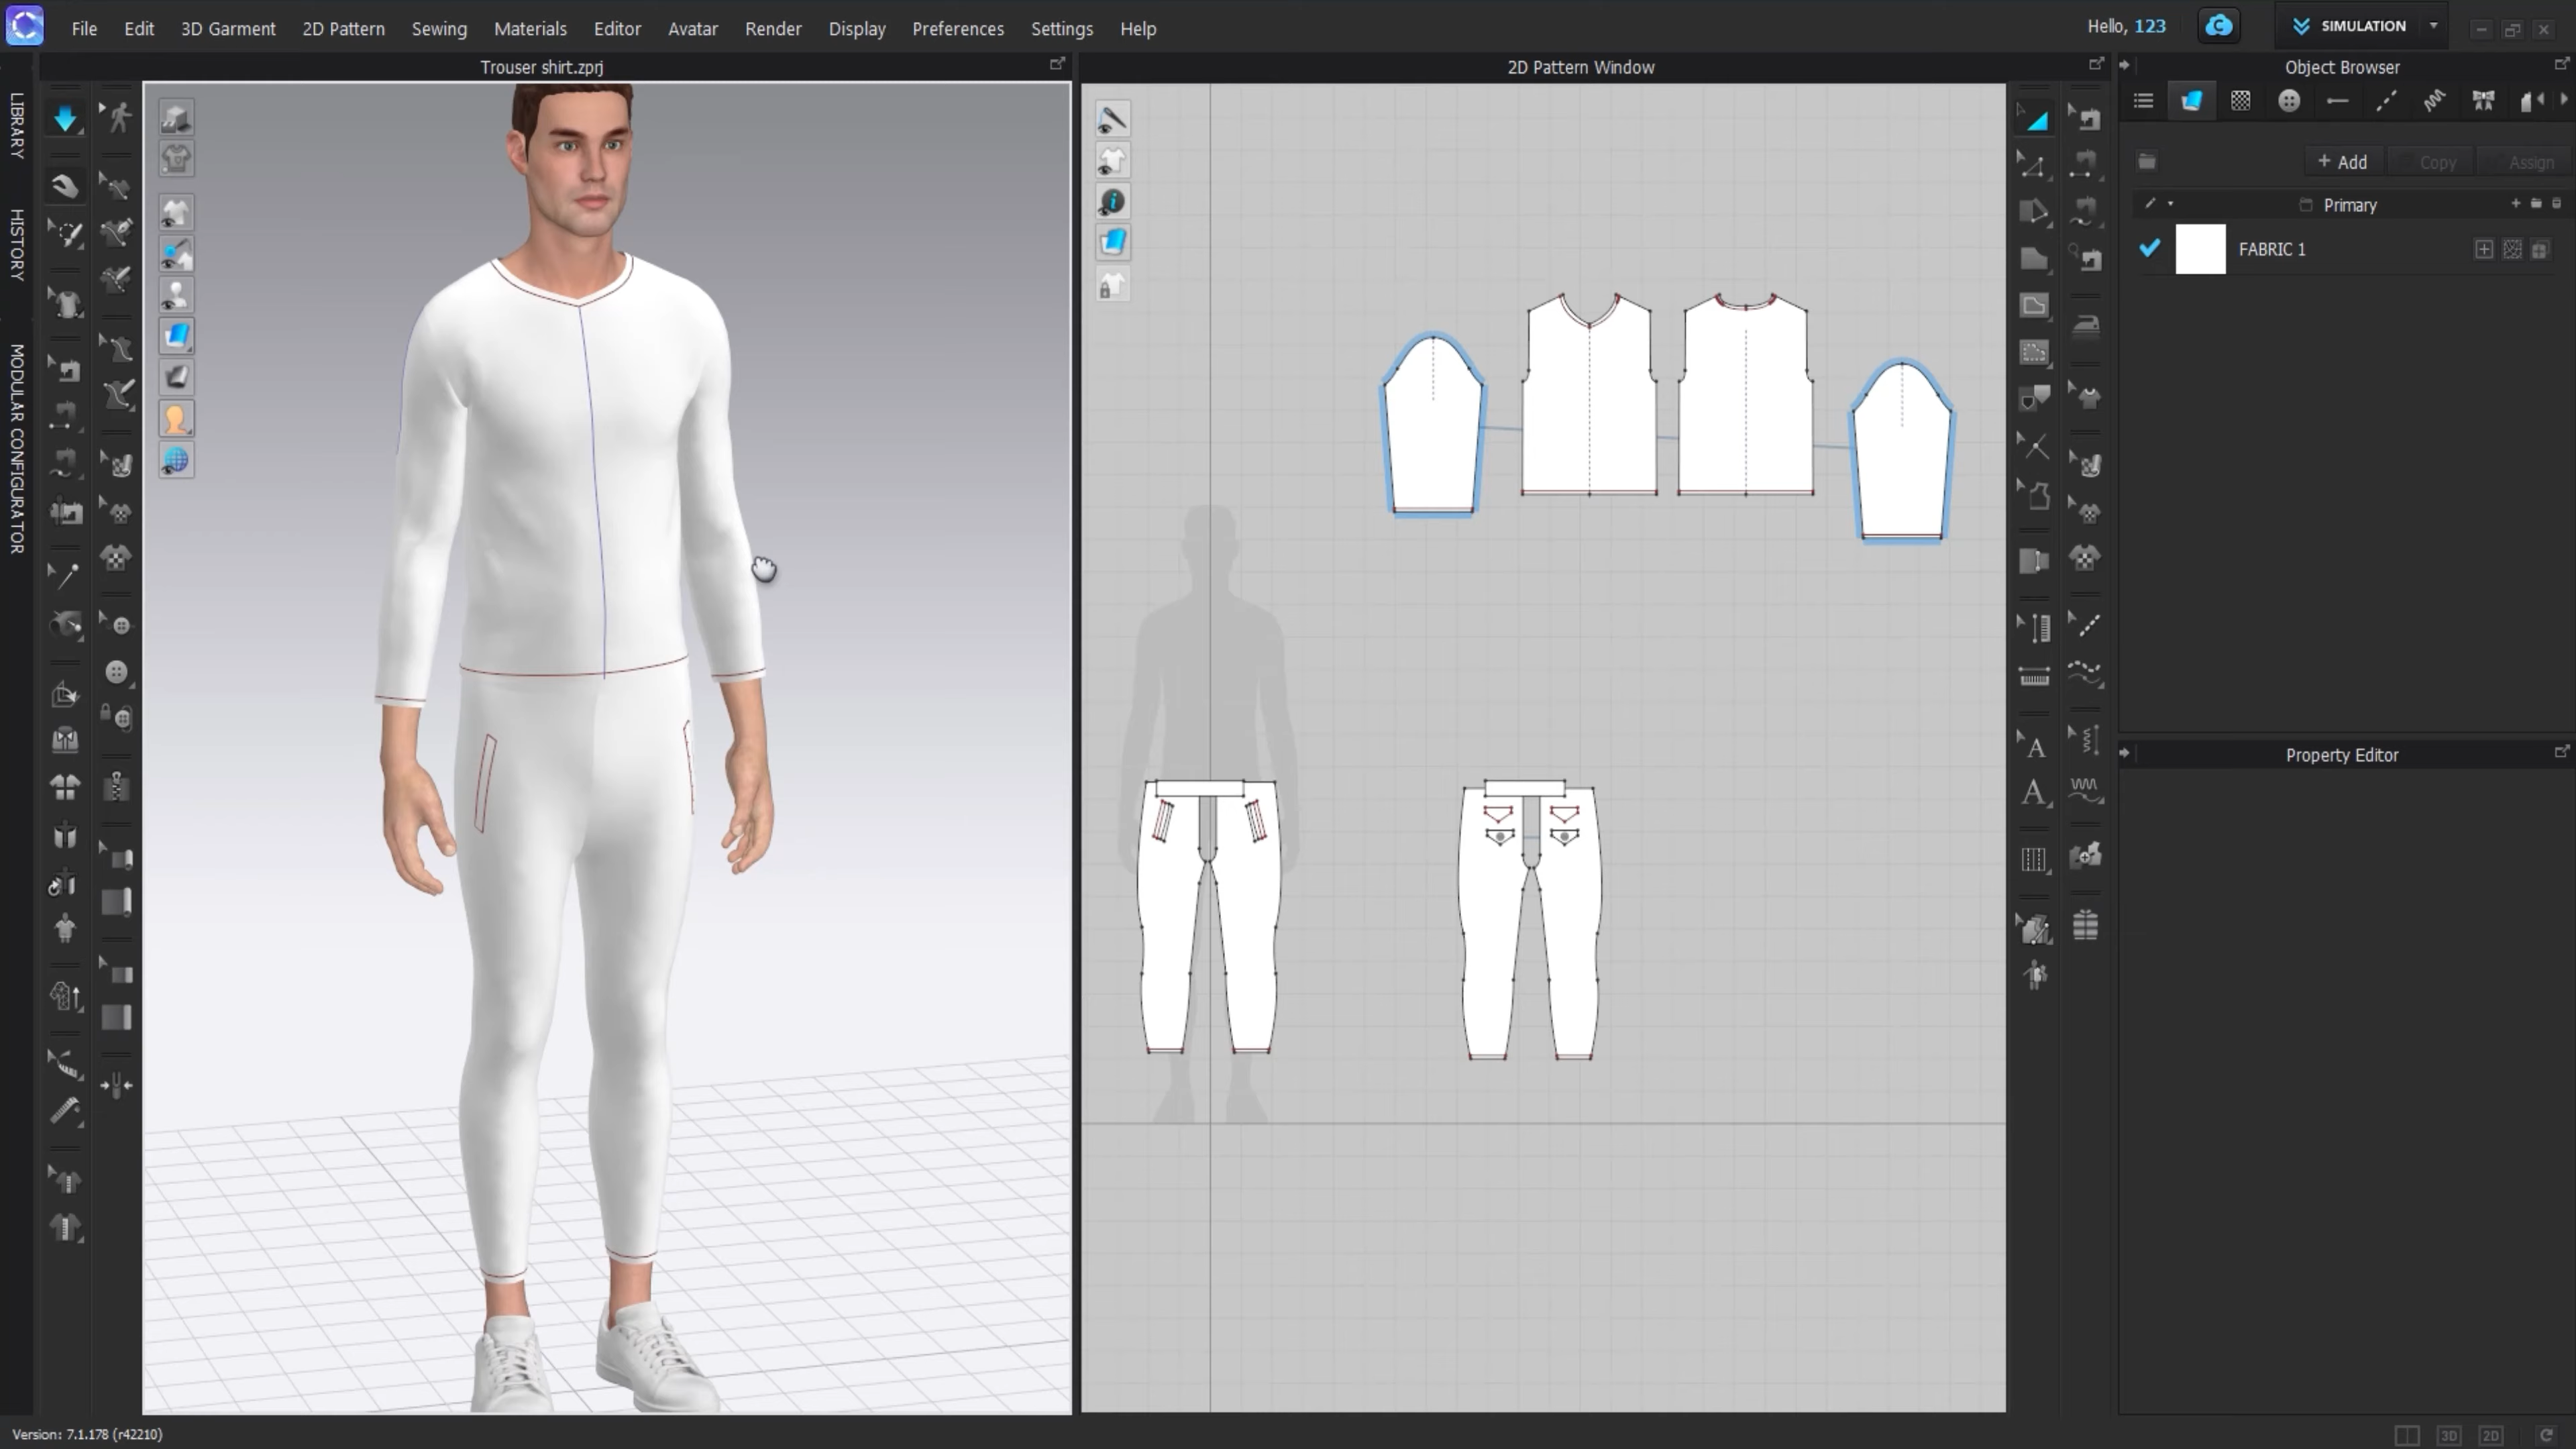 File Edit 3D Garment 2D Pattern Sewing Materials Editor Avatar Render Display Preferences Settings Help
Hello, 123
SIMULATION
Trouser shirt.zprj
2D Pattern Window
Object Browser
LIBRARY
HISTORY
MODULAR CONFIGURATOR
+ Add
Copy
Assign
Primary
FABRIC 1
Property Editor
Version: 7.1.178 (r42210)
3D
2D